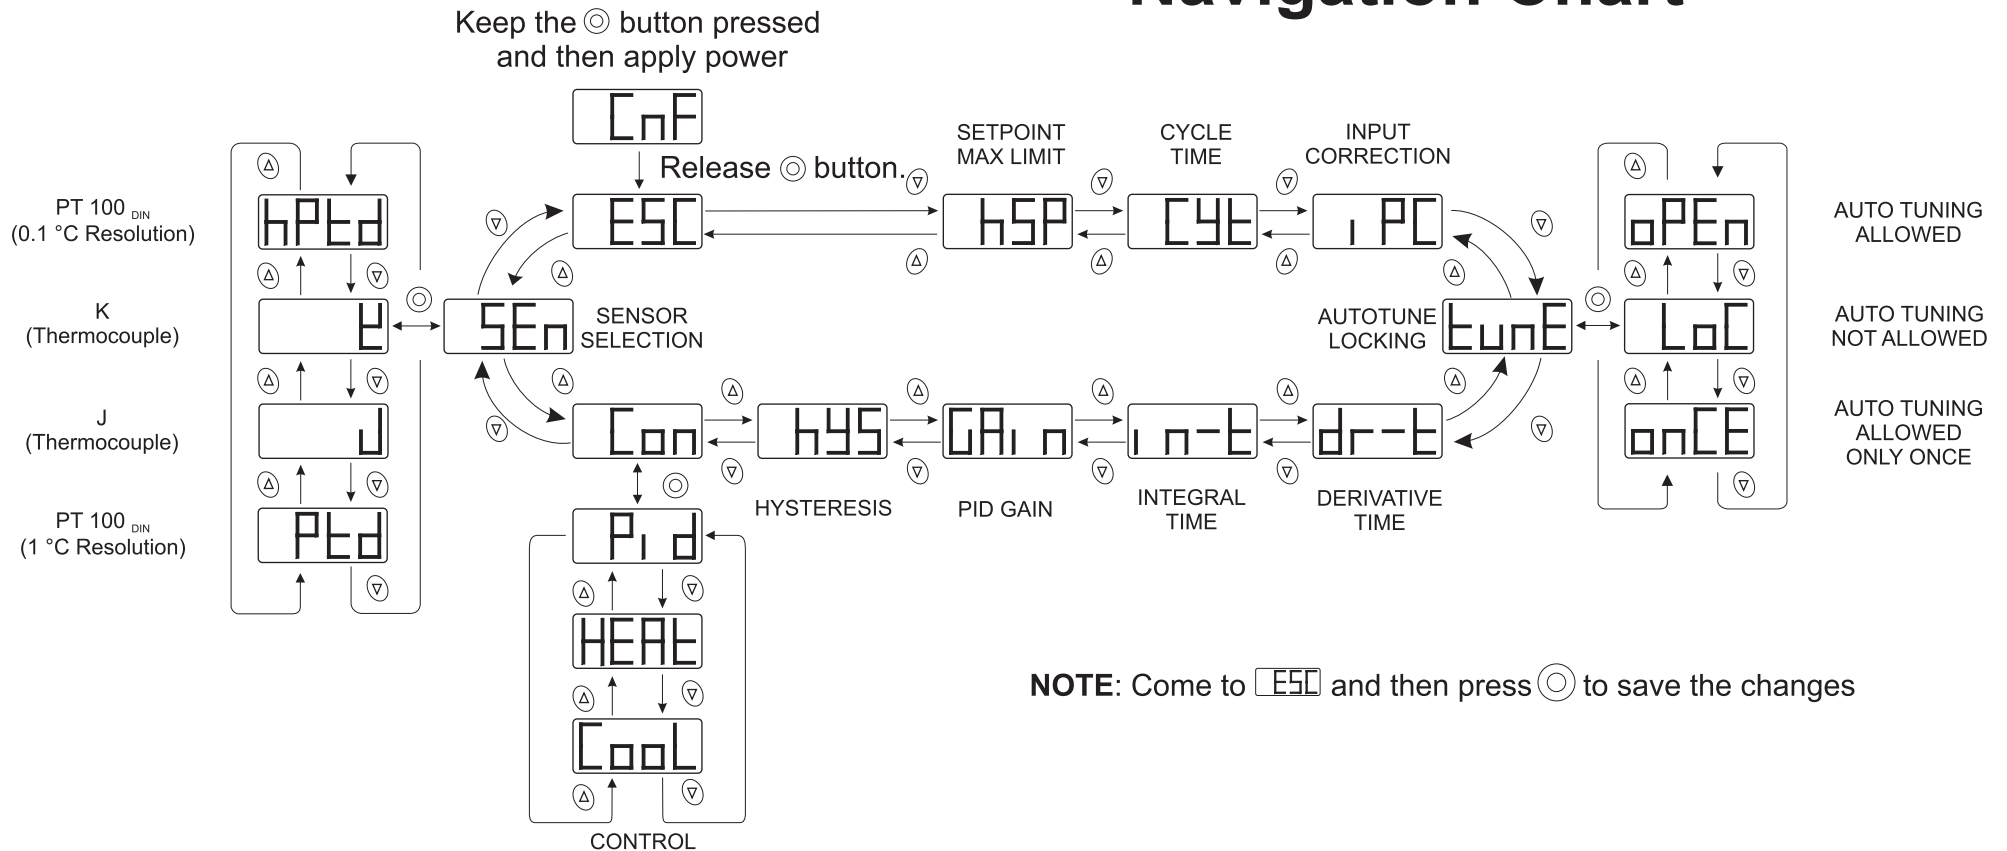 Navigation Chart
Keep the button pressed
and then apply power
CnF
Release button.
SETPOINT
MAX LIMIT
CYCLE
TIME
INPUT
CORRECTION
ESC
hSP
CYt
iPC
PT 100 DIN
(0.1 °C Resolution)
hPtd
K
(Thermocouple)
J
(Thermocouple)
J
PT 100 DIN
(1 °C Resolution)
Ptd
SEn
SENSOR
SELECTION
AUTOTUNE
LOCKING
tunE
oPEn
AUTO TUNING
ALLOWED
LoC
AUTO TUNING
NOT ALLOWED
onCE
AUTO TUNING
ALLOWED
ONLY ONCE
Con
hYS
GAin
in-t
dr-t
HYSTERESIS
PID GAIN
INTEGRAL
TIME
DERIVATIVE
TIME
Pid
HEAt
CooL
CONTROL
NOTE: Come to ESC and then press to save the changes